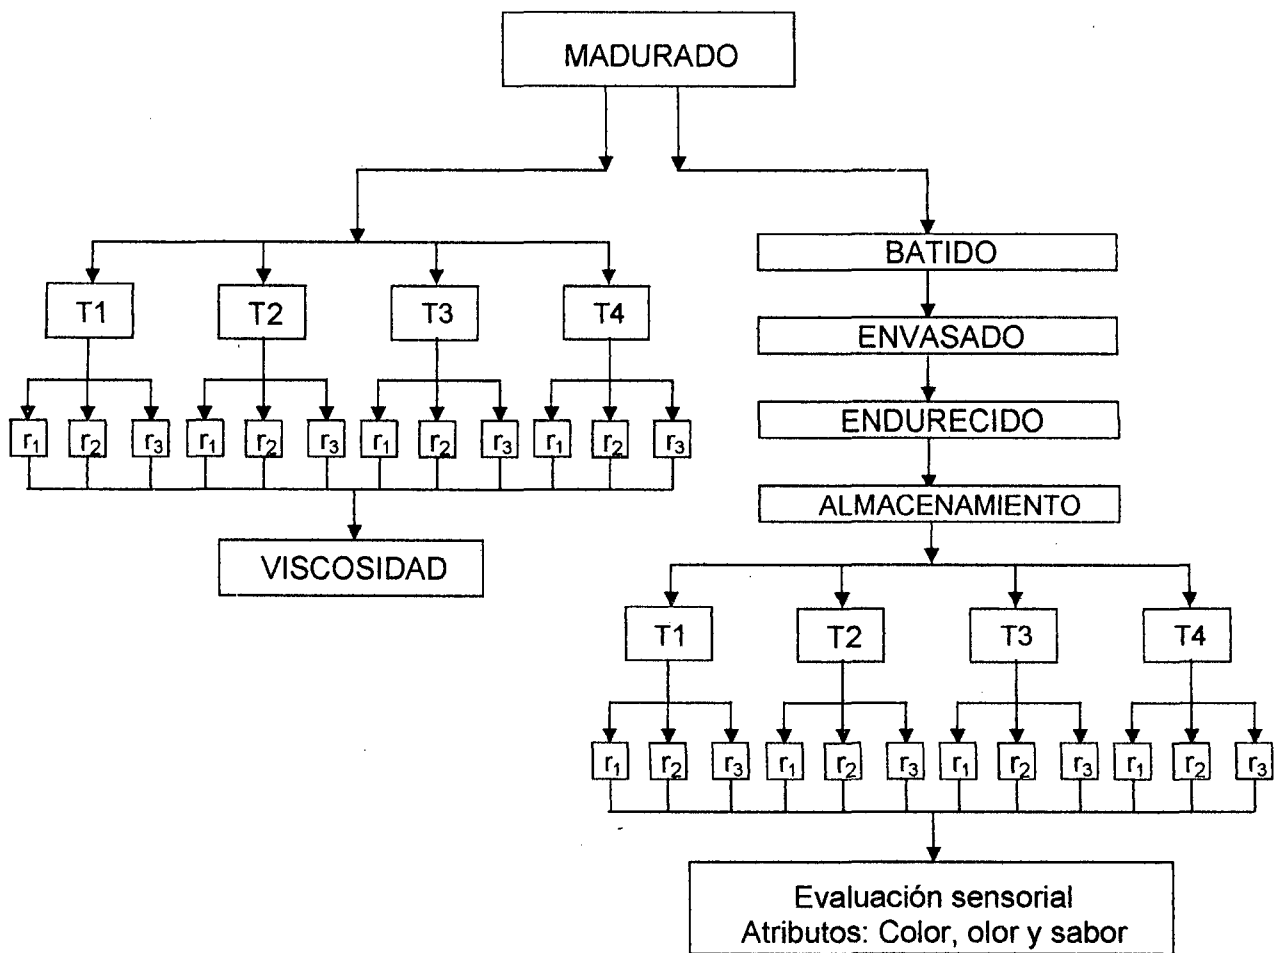 MADURADO
BATIDO
T1 T2 T3 T4
ENVASADO
r₁ r₂ r₃ r₁ r₂ r₃ r₁ r₂ r₃ r₁ r₂ r₃
ENDURECIDO
ALMACENAMIENTO
VISCOSIDAD
T1 T2 T3 T4
r₁ r₂ r₃ r₁ r₂ r₃ r₁ r₂ r₃ r₁ r₂ r₃
Evaluación sensorial
Atributos: Color, olor y sabor